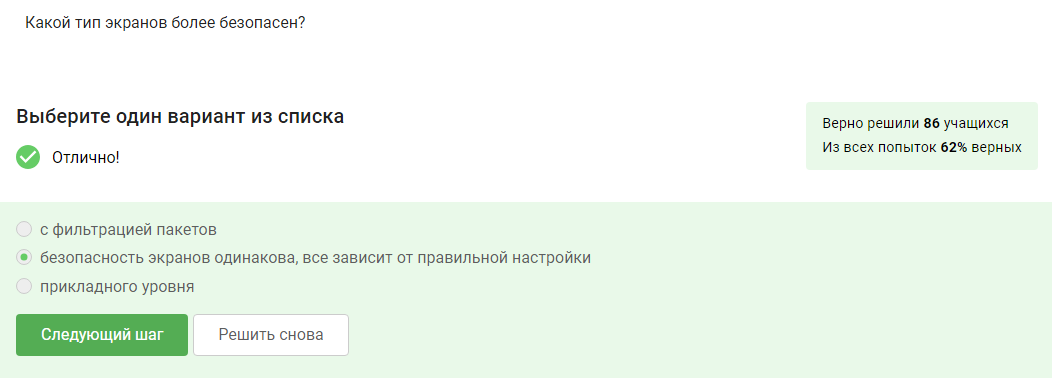 Какой тип экранов более безопасен?
Выберите один вариант из списка
Отлично!
Верно решили 86 учащихся
Из всех попыток 62% верных
с фильтрацией пакетов
безопасность экранов одинакова, все зависит от правильной настройки
прикладного уровня
Следующий шаг
Решить снова